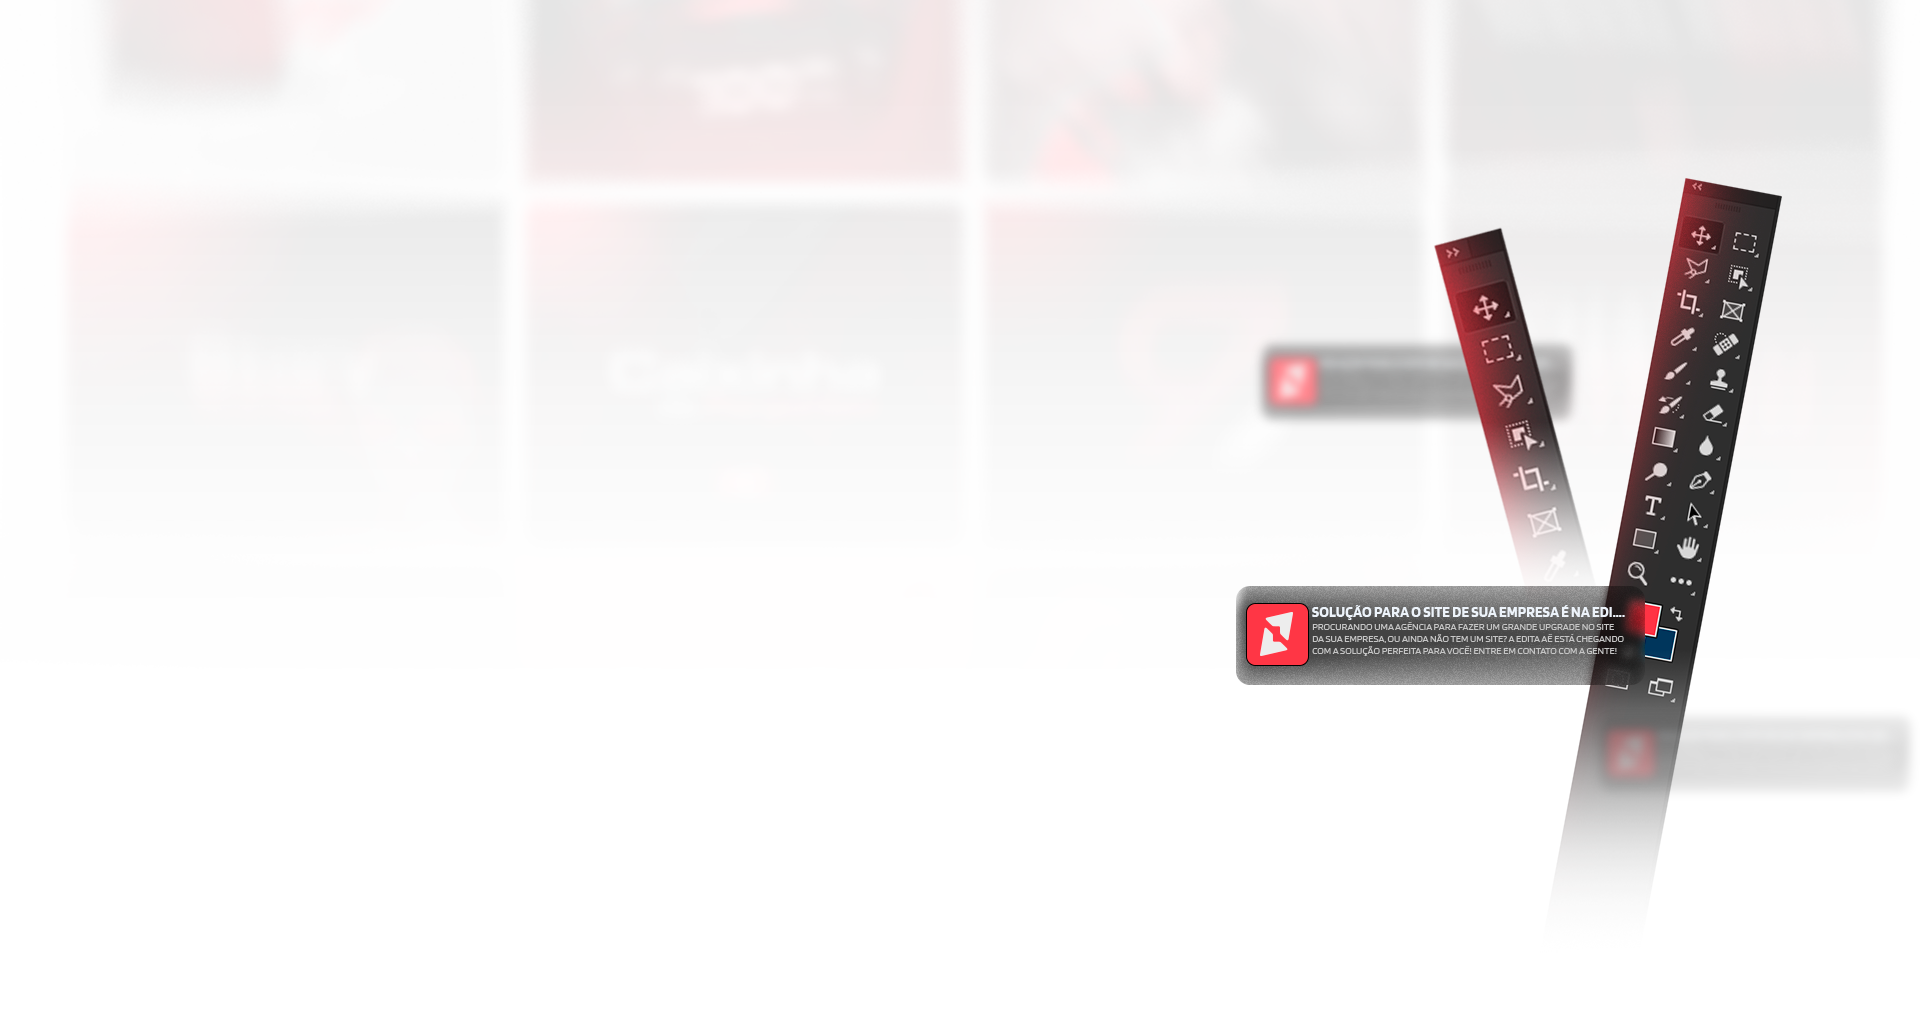 SOLUÇÃO PARA O SITE DE SUA EMPRESA É NA EDI....
PROCURANDO UMA AGÊNCIA PARA FAZER UM GRANDE UPGRADE NO SITE
DA SUA EMPRESA, OU AINDA NÃO TEM UM SITE? A EDITA AÊ ESTÁ CHEGANDO
COM A SOLUÇÃO PERFEITA PARA VOCÊ! ENTRE EM CONTATO COM A GENTE!